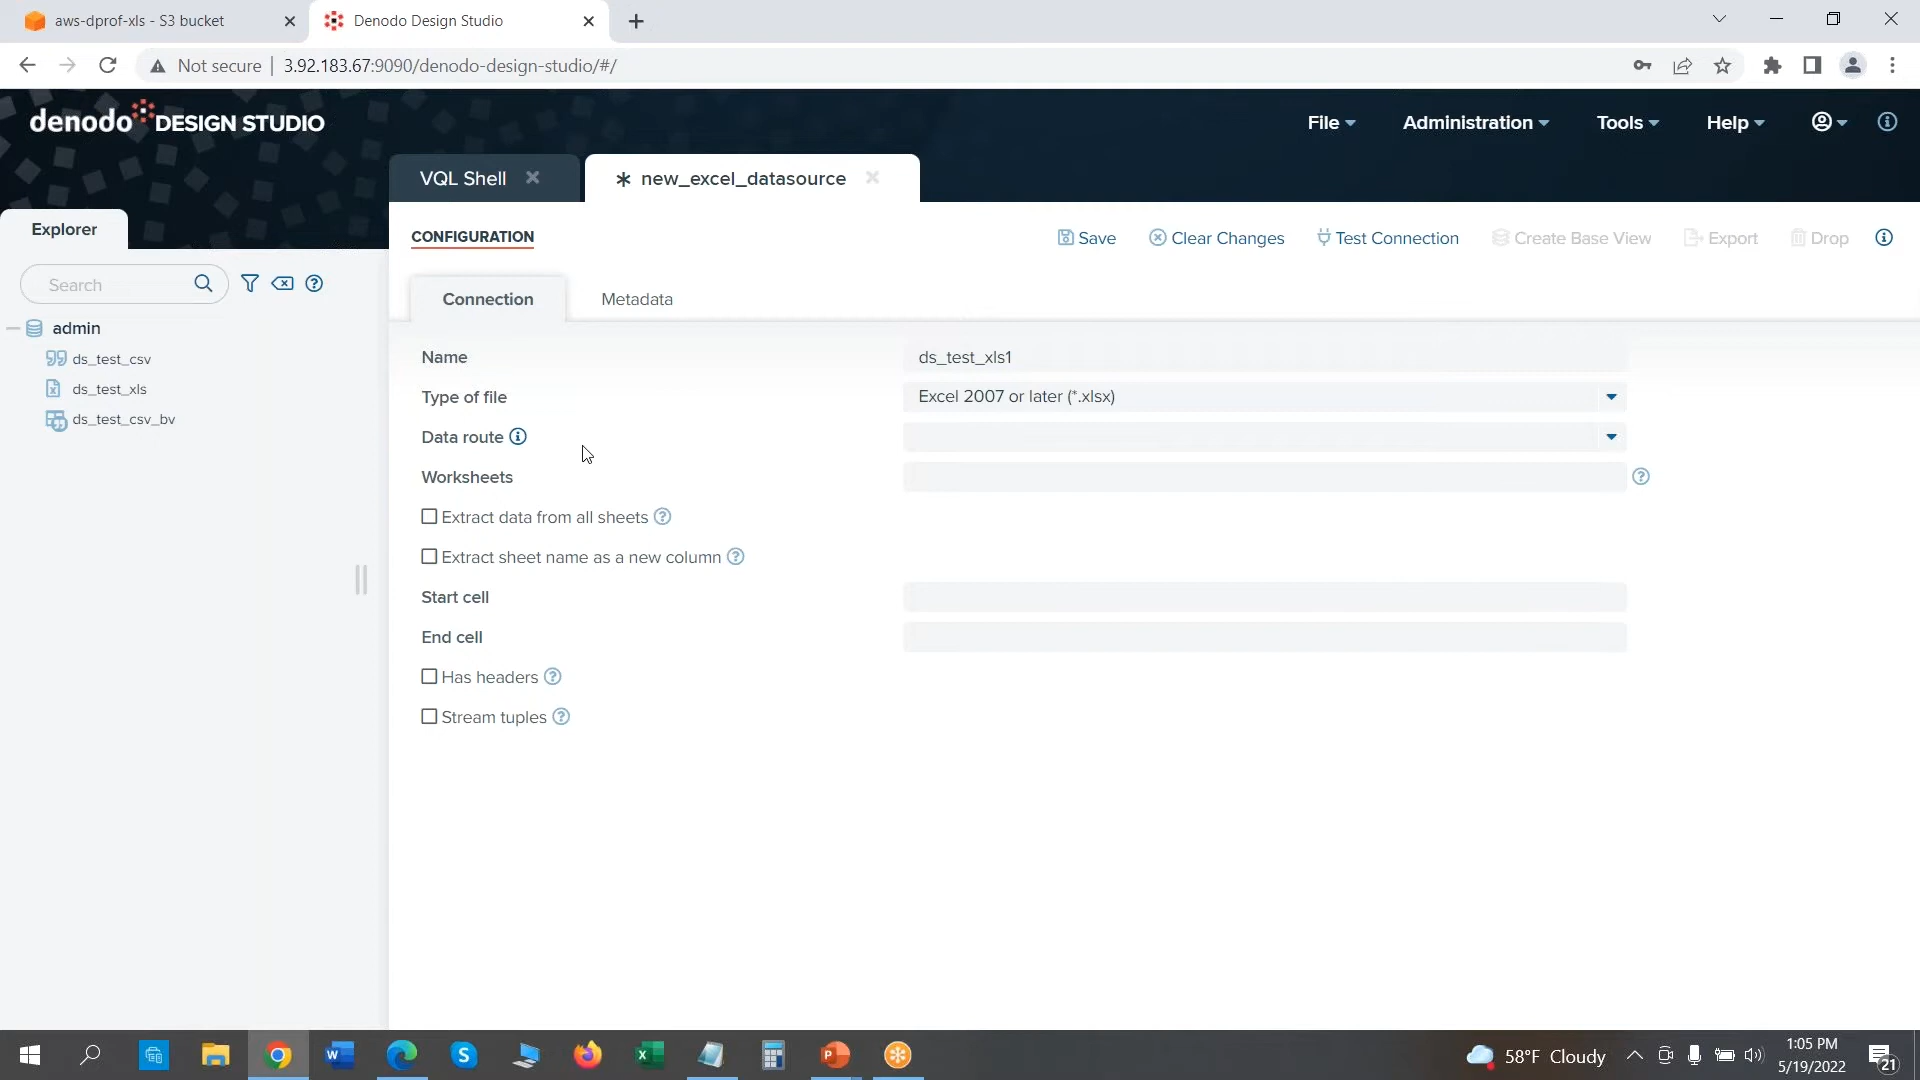 aws-dprof-xls - S3 bucket
Denodo Design Studio
Not secure | 3.92.183.67:9090/denodo-design-studio/#/
denodo DESIGN STUDIO
File
Administration
Tools
Help
VQL Shell
* new_excel_datasource
Explorer
CONFIGURATION
Save
Clear Changes
Test Connection
Create Base View
Export
Drop
Search
Connection
Metadata
admin
ds_test_csv
ds_test_xls
ds_test_csv_bv
Name
ds_test_xls1
Type of file
Excel 2007 or later (*.xlsx)
Data route
Worksheets
Extract data from all sheets
Extract sheet name as a new column
Start cell
End cell
Has headers
Stream tuples
58°F Cloudy
1:05 PM
5/19/2022
21